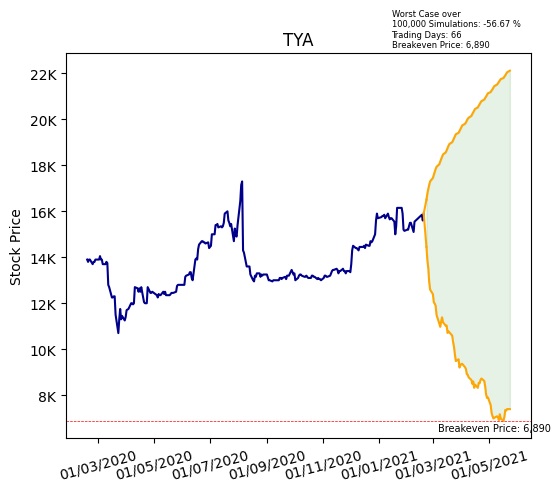 Worst Case over
100,000 Simulations: -56.67 %
Trading Days: 66
Breakeven Price: 6,890
TYA
Stock Price
22K
20K
18K
16K
14K
12K
10K
8K
Breakeven Price: 6,890
01/03/2020
01/05/2020
01/07/2020
01/09/2020
01/11/2020
01/01/2021
01/03/2021
01/05/2021